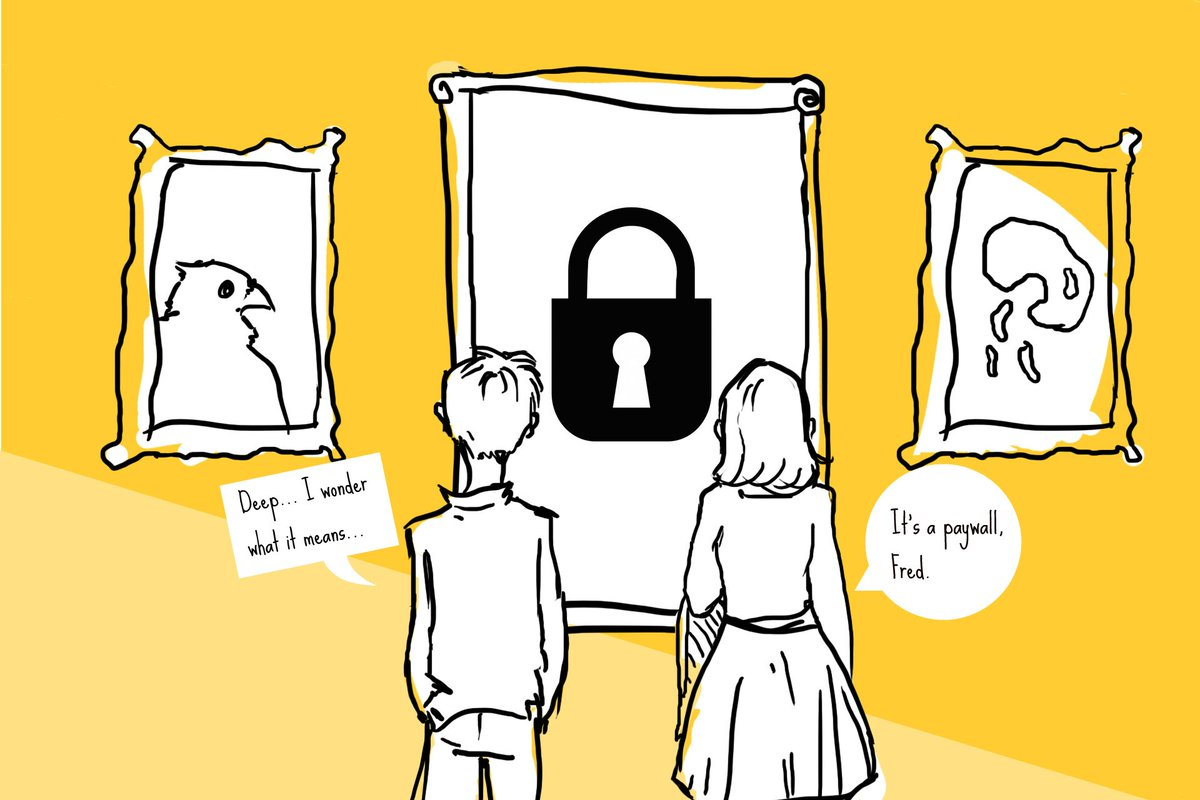 Deep... I wonder
what it means...
It's a paywall,
Fred.